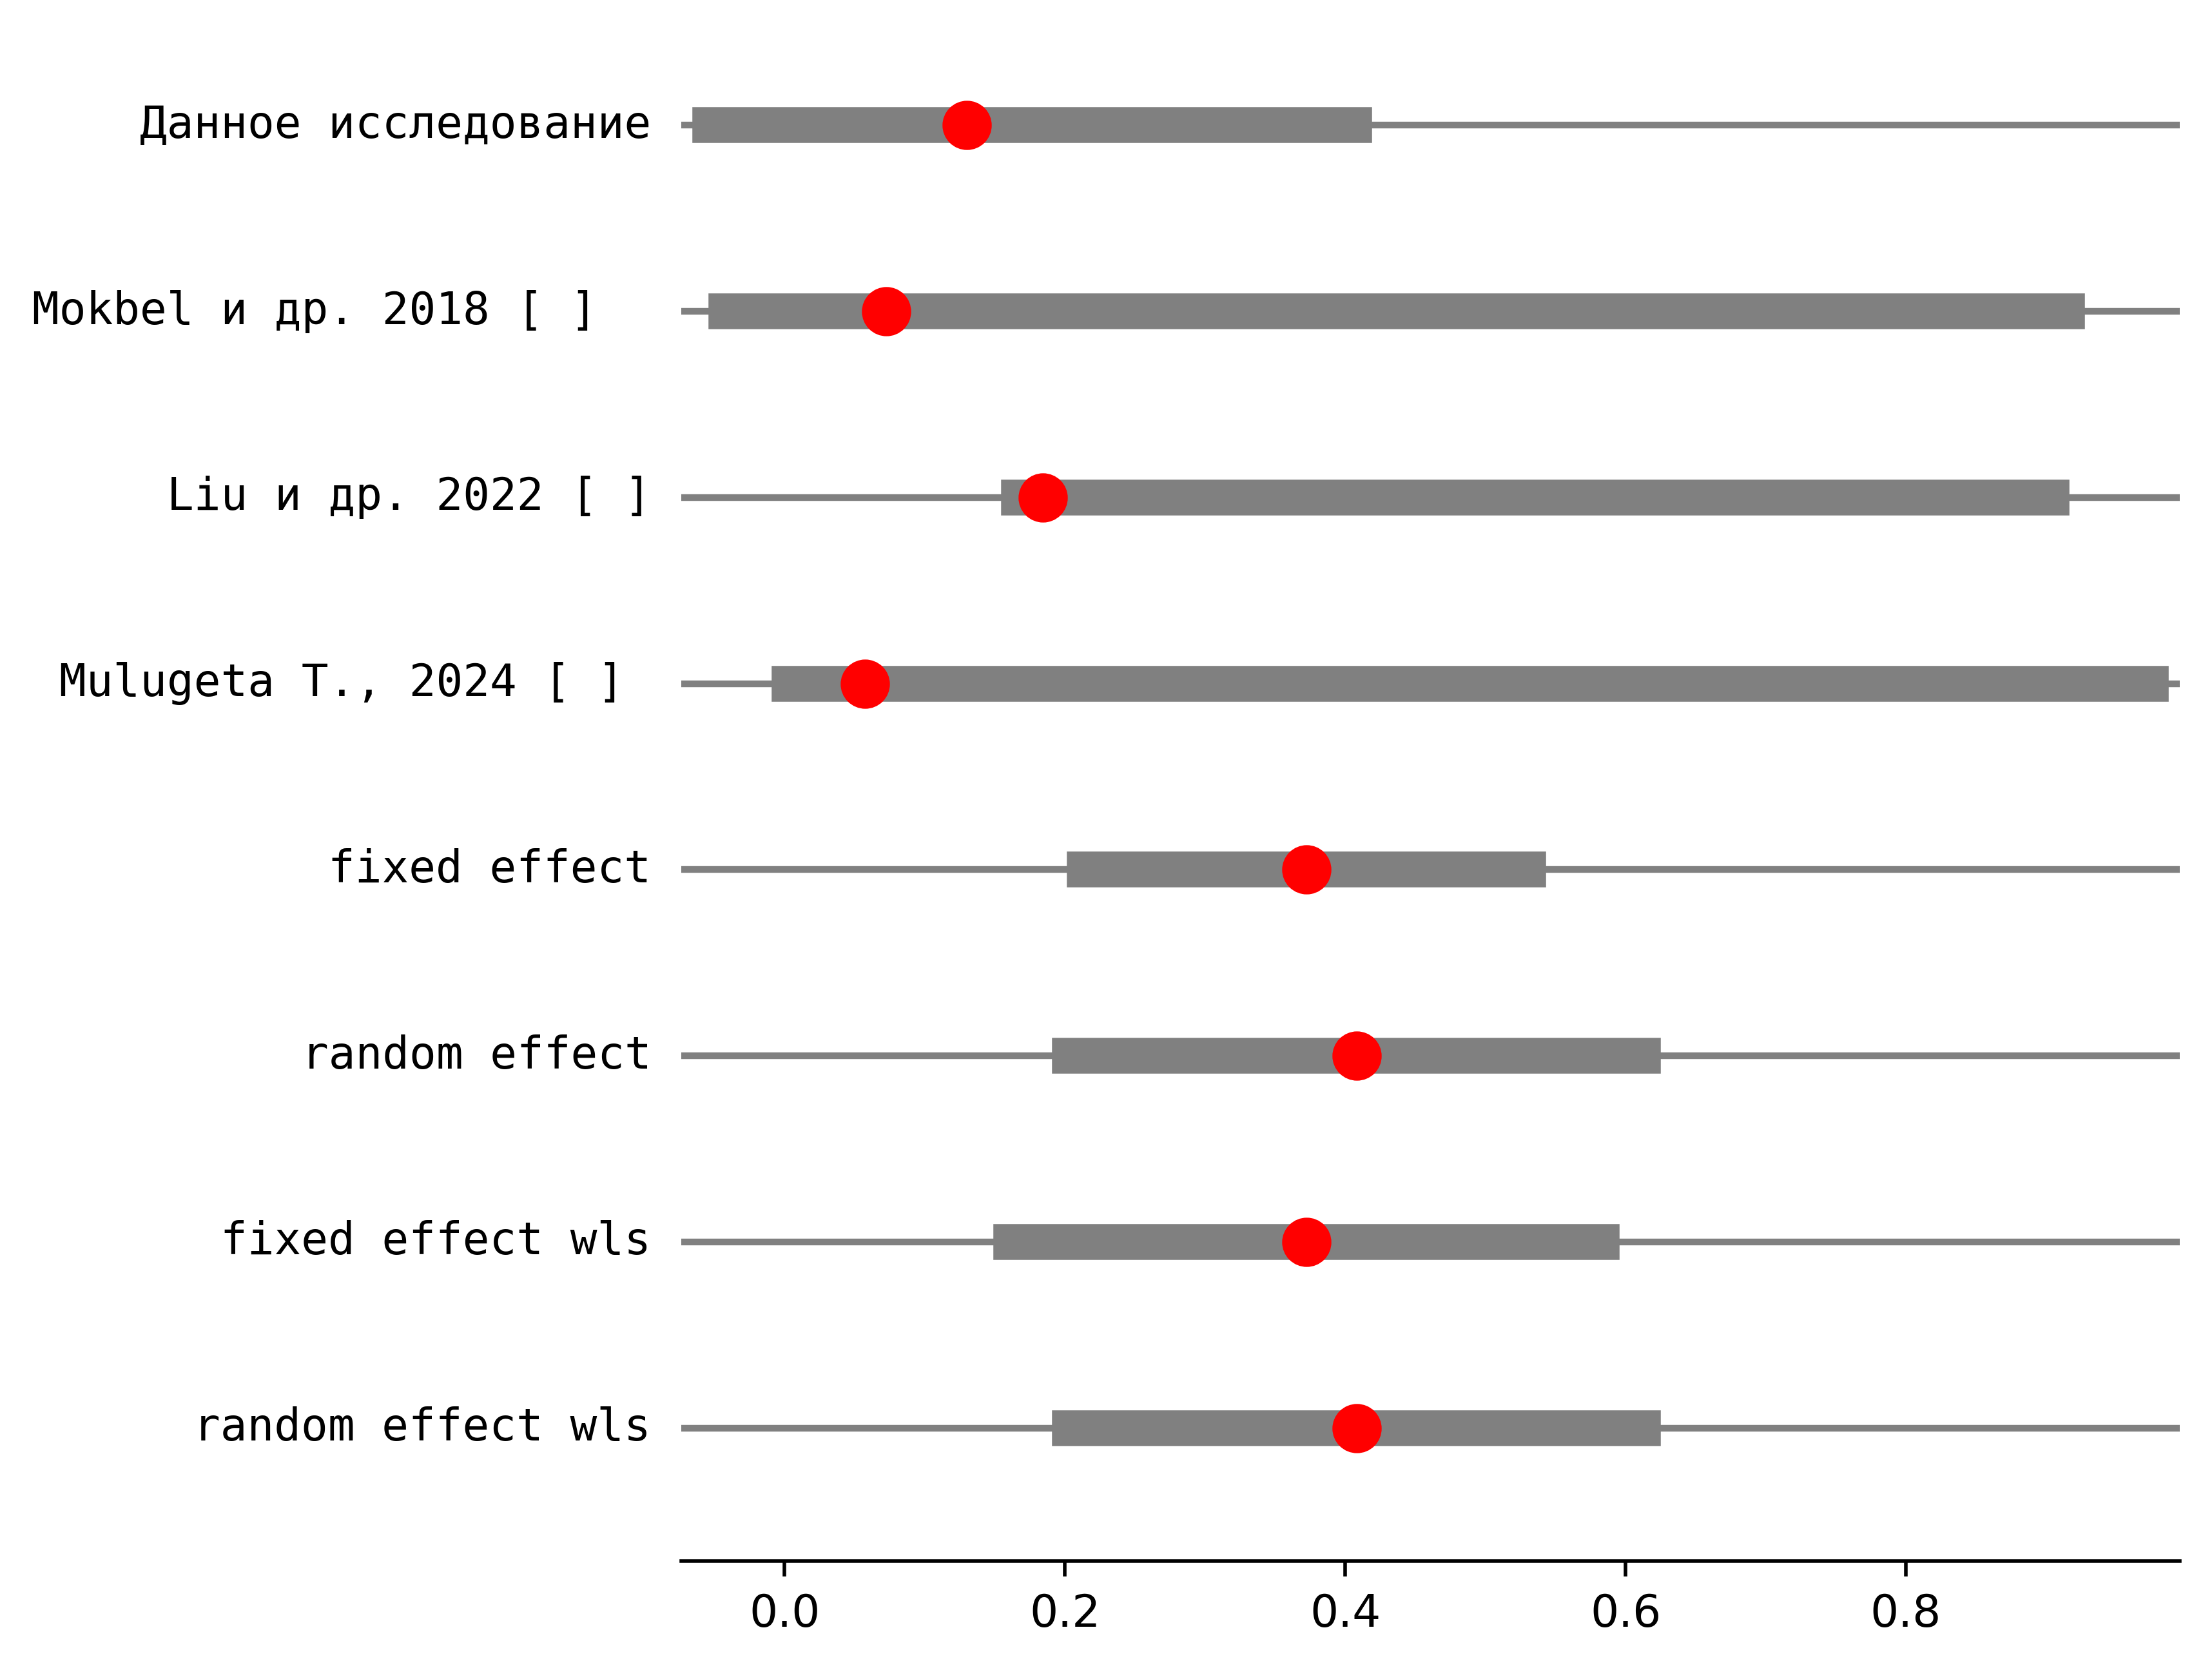 Данное исследование
Mokbel и др. 2018 [ ]
Liu и др. 2022 [ ]
Mulugeta T., 2024 [ ]
fixed effect
random effect
fixed effect wls
random effect wls
0.0 0.2 0.4 0.6 0.8